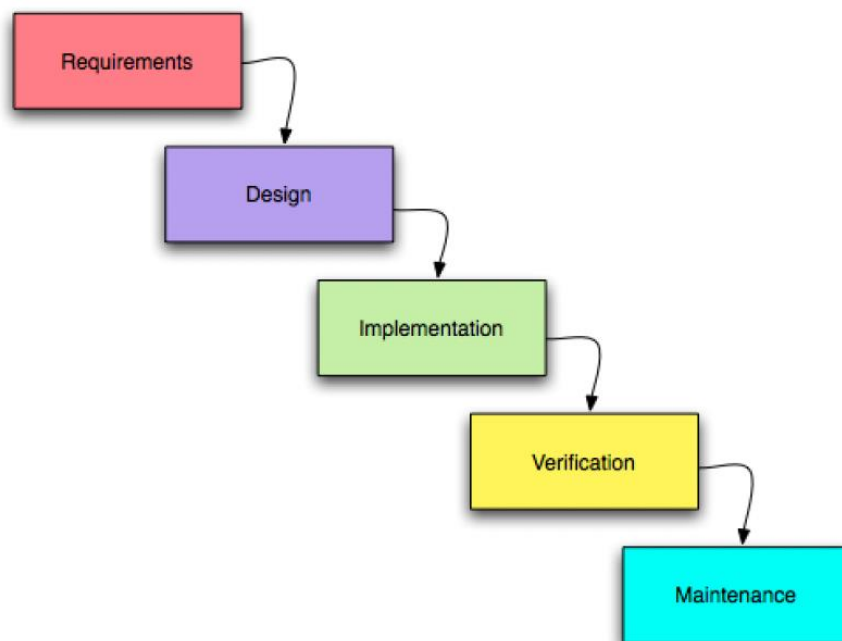 Requirements
Design
Implementation
Verification
Maintenance